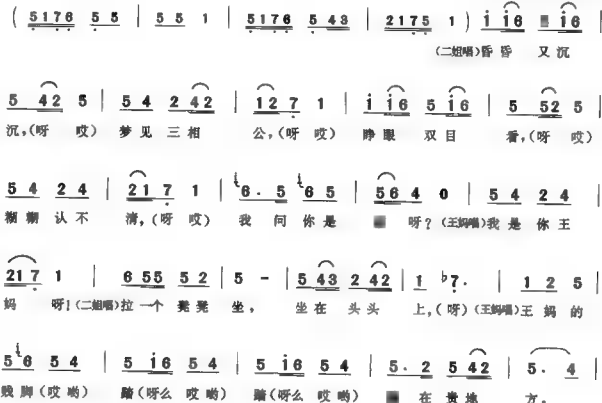 ( 5176 5 5 | 5 5 1 | 5176 5 43 | 2175 1 ) i i6 i6 |
(二姐唱)昏昏 又沉
5 42 5 | 5 4 2 42 | 12 7 1 | i i6 5 i6 | 5 52 5 |
沉,(呀 哎) 梦见三相 公,(呀 哎) 睁眼 双目 看,(呀 哎)
5 4 2 4 | 21 7 1 | 6. 5 6 5 | 56 4 0 | 5 4 2 4 |
糊糊认不 清,(呀 哎) 我 问你是 呀?(王妈唱)我是你王
217 1 | 6 55 5 2 | 5 - | 5 43 2 42 | 1 ♭7. | 1 2 5 |
妈 呀!(二姐唱)拉一个 凳凳 坐, 坐在 头头 上,(呀)(王妈唱)王妈的
5 6 5 4 | 5 i6 5 4 | 5 i6 5 4 | 5. 2 5 42 | 5. 4 |
贱脚(哎哟) 踏(呀么 哎哟) 踏(呀么 哎哟) 在 贵地 方。